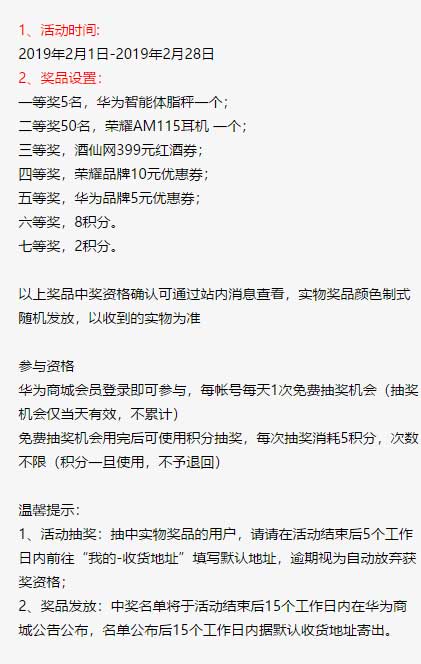 1、活动时间:
2019年2月1日-2019年2月28日
2、奖品设置：
一等奖5名，华为智能体脂秤一个；
二等奖50名，荣耀AM115耳机 一个；
三等奖，酒仙网399元红酒券；
四等奖，荣耀品牌10元优惠券；
五等奖，华为品牌5元优惠券；
六等奖，8积分。
七等奖，2积分。
以上奖品中奖资格确认可通过站内消息查看，实物奖品颜色制式
随机发放，以收到的实物为准
参与资格
华为商城会员登录即可参与，每帐号每天1次免费抽奖机会（抽奖
机会仅当天有效，不累计）
免费抽奖机会用完后可使用积分抽奖，每次抽奖消耗5积分，次数
不限（积分一旦使用，不予退回）
温馨提示：
1、活动抽奖：抽中实物奖品的用户，请请在活动结束后5个工作
日内前往“我的-收货地址”填写默认地址，逾期视为自动放弃获
奖资格；
2、奖品发放：中奖名单将于活动结束后15个工作日内在华为商
城公告公布，名单公布后15个工作日内据默认收货地址寄出。